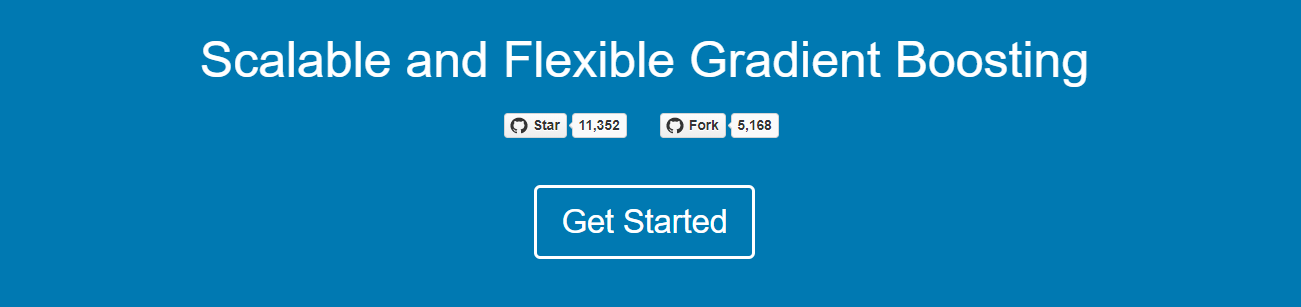 Scalable and Flexible Gradient Boosting
Star 11,352 Fork 5,168
Get Started